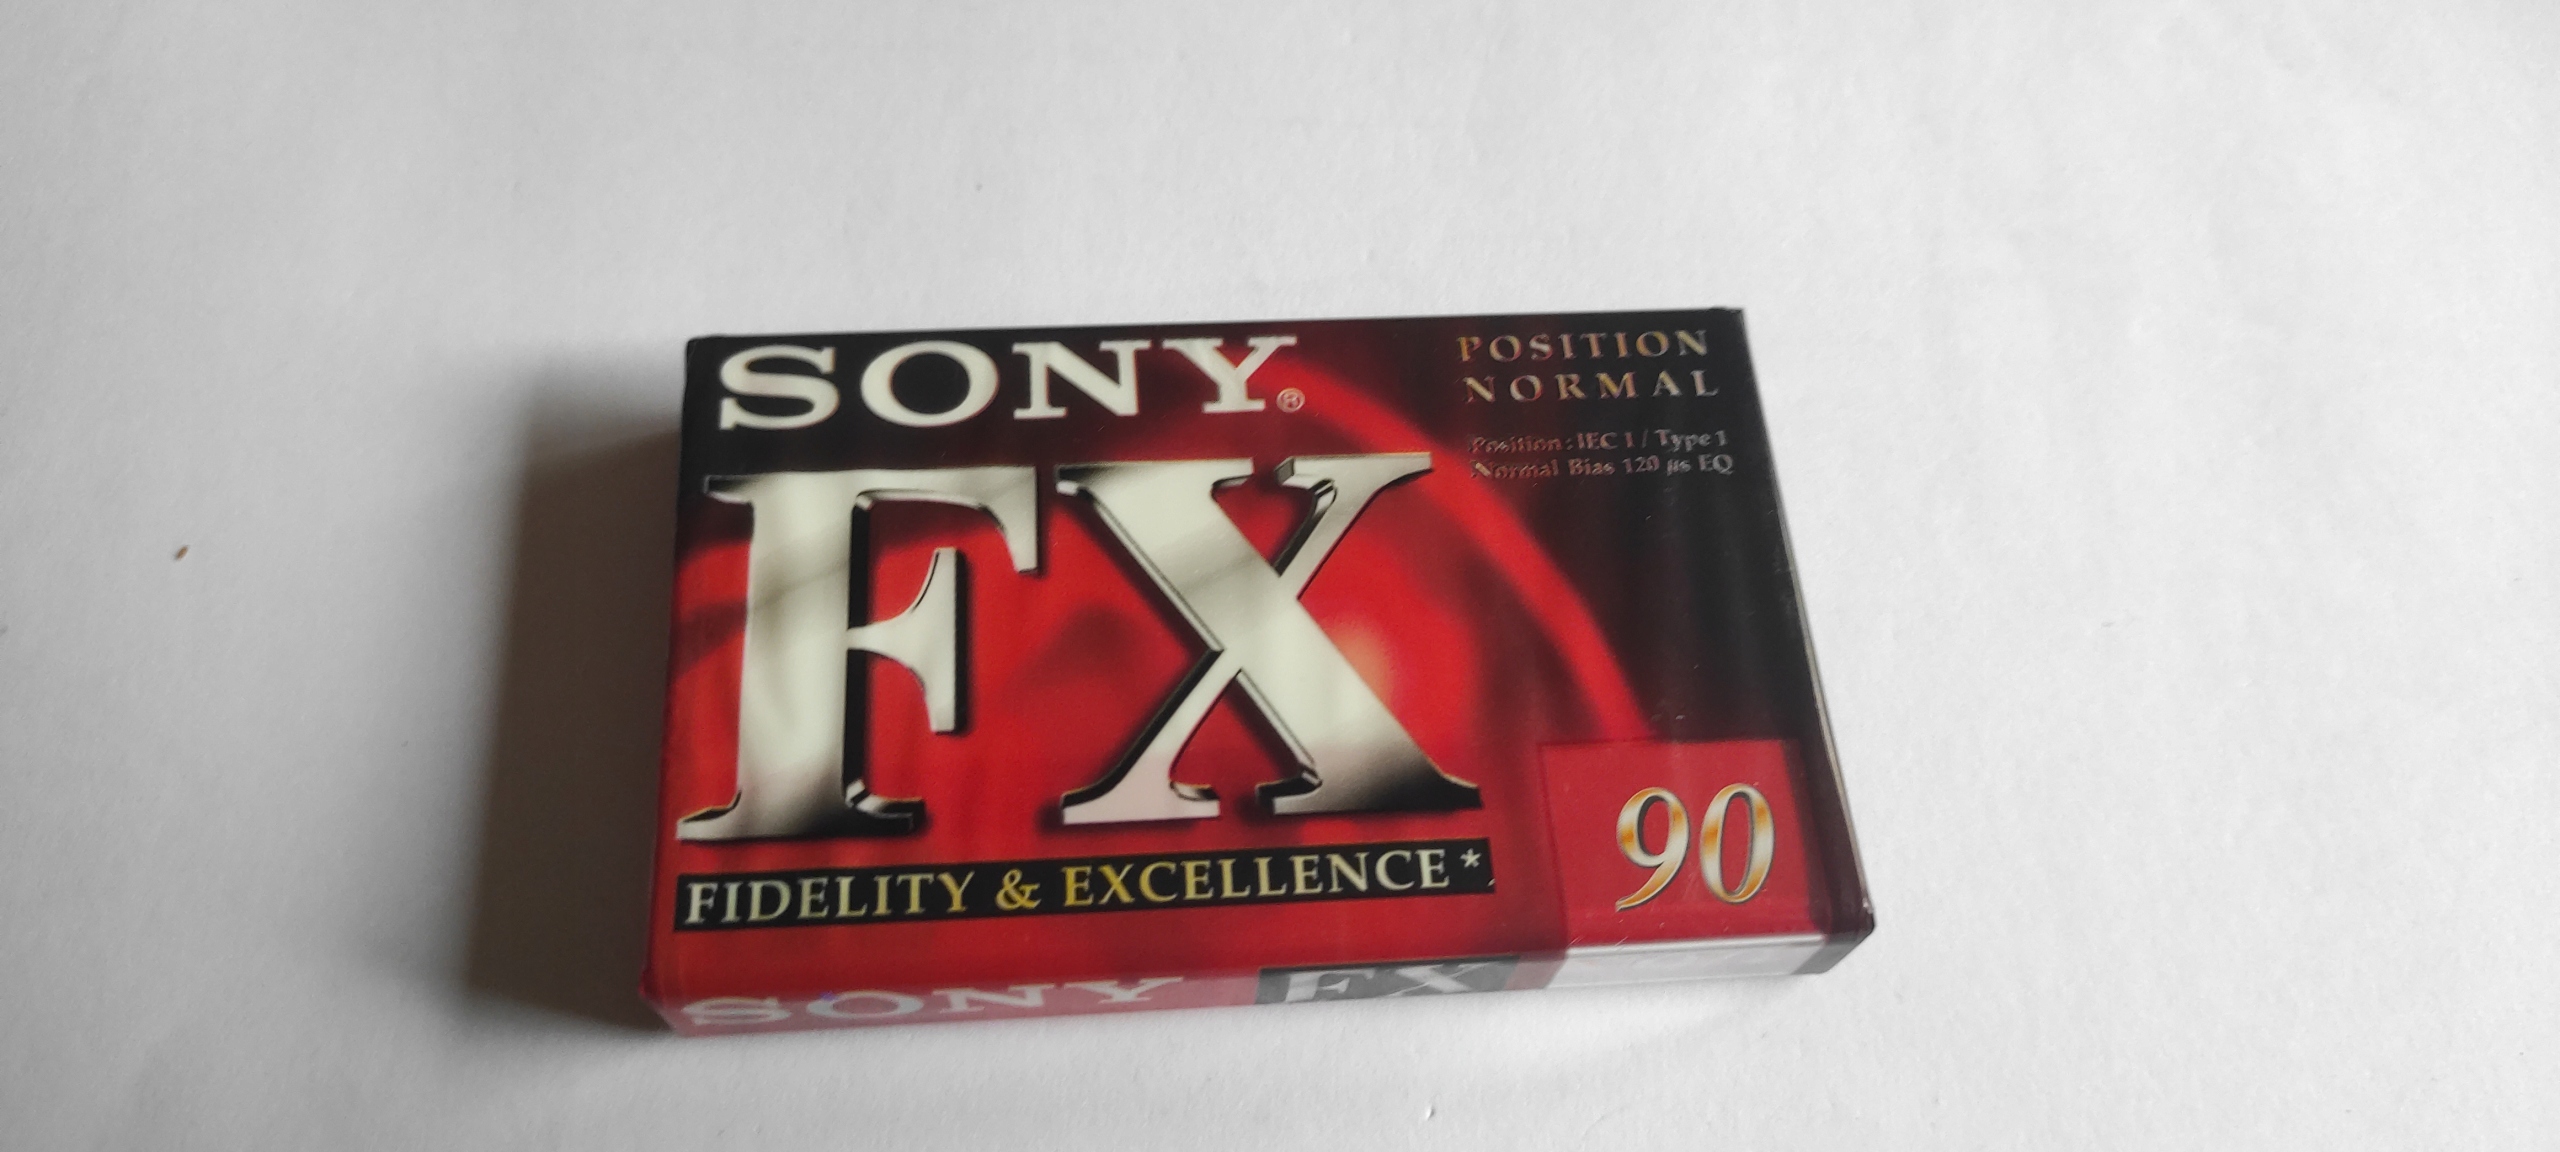 SONY®
POSITION
NORMAL
Position : IEC I / Type I
Normal Bias 120 µs EQ
FX
FIDELITY & EXCELLENCE*
90
SONY FX